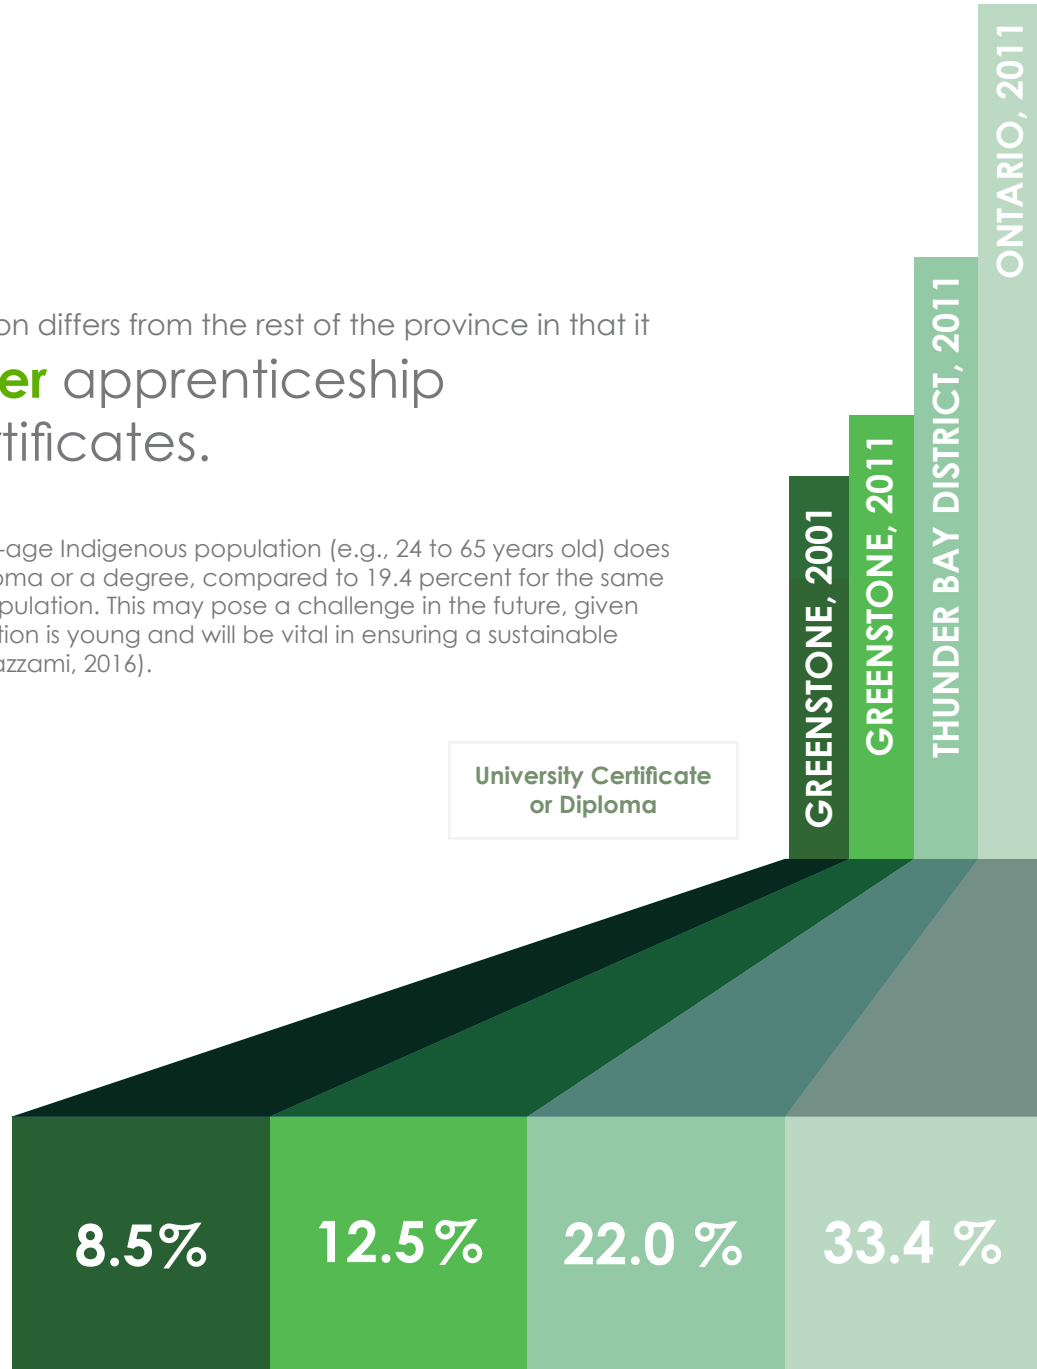 on differs from the rest of the province in that it
er apprenticeship
rtificates.
-age Indigenous population (e.g., 24 to 65 years old) does
oma or a degree, compared to 19.4 percent for the same
pulation. This may pose a challenge in the future, given
tion is young and will be vital in ensuring a sustainable
azzami, 2016).
University Certificate
or Diploma
GREENSTONE, 2001
GREENSTONE, 2011
THUNDER BAY DISTRICT, 2011
ONTARIO, 2011
8.5%
12.5%
22.0 %
33.4 %